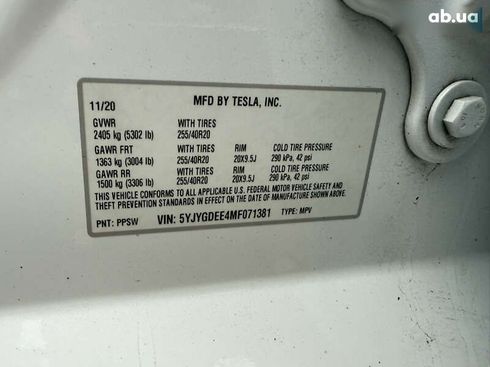 ab.ua
11/20 MFD BY TESLA, INC.
GVWR WITH TIRES
2405 kg (5302 lb) 255/40R20
GAWR FRT WITH TIRES RIM COLD TIRE PRESSURE
1363 kg (3004 lb) 255/40R20 20X9.5J 290 kPa, 42 psi
GAWR RR WITH TIRES RIM COLD TIRE PRESSURE
1500 kg (3306 lb) 255/40R20 20X9.5J 290 kPa, 42 psi
THIS VEHICLE CONFORMS TO ALL APPLICABLE U.S. FEDERAL MOTOR VEHICLE SAFETY AND
THEFT PREVENTION STANDARDS IN EFFECT ON THE DATE OF MANUFACTURE SHOWN ABOVE.
PNT: PPSW VIN: 5YJYGDEE4MF071381 TYPE: MPV